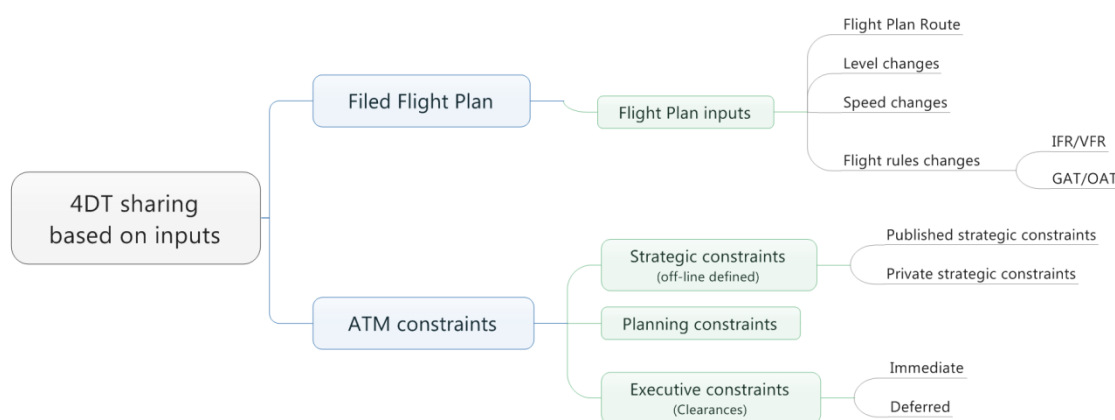 4DT sharing
based on inputs
Filed Flight Plan
Flight Plan inputs
Flight Plan Route
Level changes
Speed changes
Flight rules changes
IFR/VFR
GAT/OAT
ATM constraints
Strategic constraints
(off-line defined)
Published strategic constraints
Private strategic constraints
Planning constraints
Executive constraints
(Clearances)
Immediate
Deferred